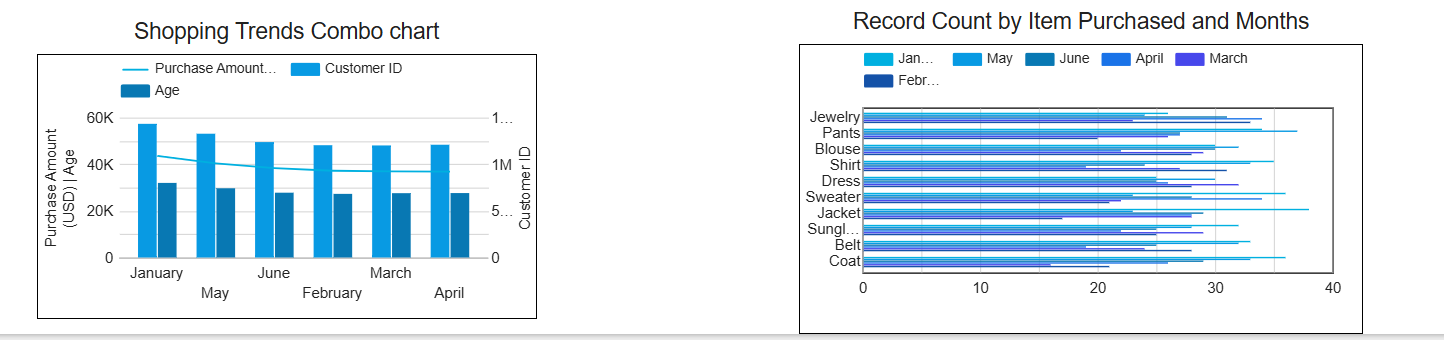 Shopping Trends Combo chart
Purchase Amount... Customer ID
Age
Purchase Amount
(USD) | Age
60K
40K
20K
0
1...
1M
5...
0
Customer ID
January June March
May February April
Record Count by Item Purchased and Months
Jan... May June April March
Febr...
Jewelry
Pants
Blouse
Shirt
Dress
Sweater
Jacket
Sungl...
Belt
Coat
0 10 20 30 40